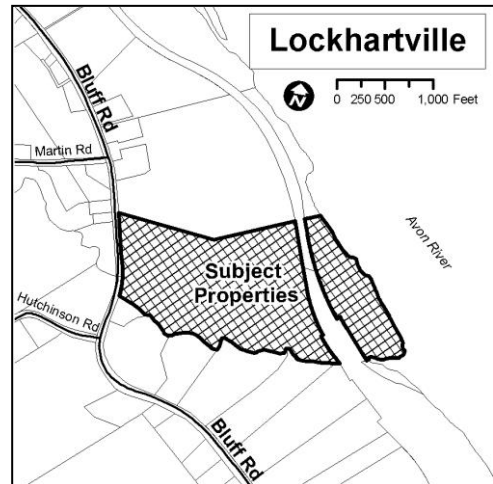 Lockhartville
N
0 250 500 1,000 Feet
Bluff Rd
Martin Rd
Avon River
Subject
Properties
Hutchinson Rd
Bluff Rd